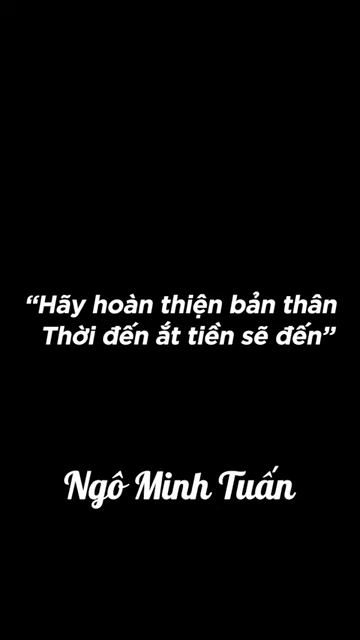 “Hãy hoàn thiện bản thân
Thời đến ắt tiền sẽ đến”
Ngô Minh Tuấn